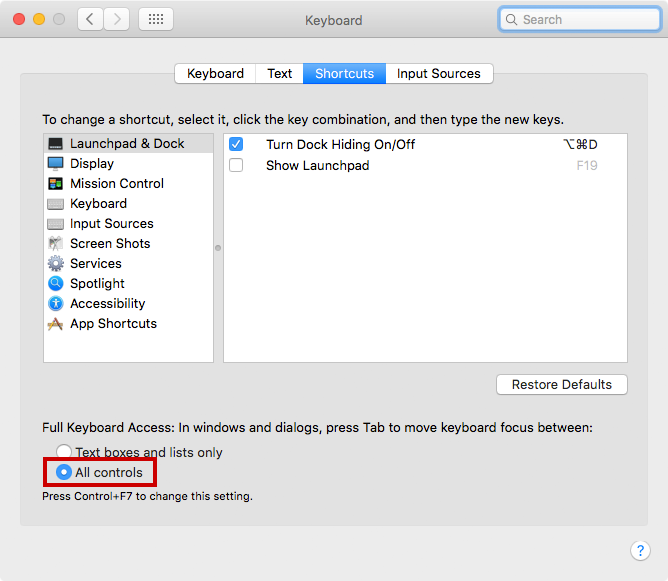 Keyboard
Search
Keyboard Text Shortcuts Input Sources
To change a shortcut, select it, click the key combination, and then type the new keys.
Launchpad & Dock
Display
Mission Control
Keyboard
Input Sources
Screen Shots
Services
Spotlight
Accessibility
App Shortcuts
Turn Dock Hiding On/Off ⌥⌘D
Show Launchpad F19
Restore Defaults
Full Keyboard Access: In windows and dialogs, press Tab to move keyboard focus between:
Text boxes and lists only
All controls
Press Control+F7 to change this setting.
?